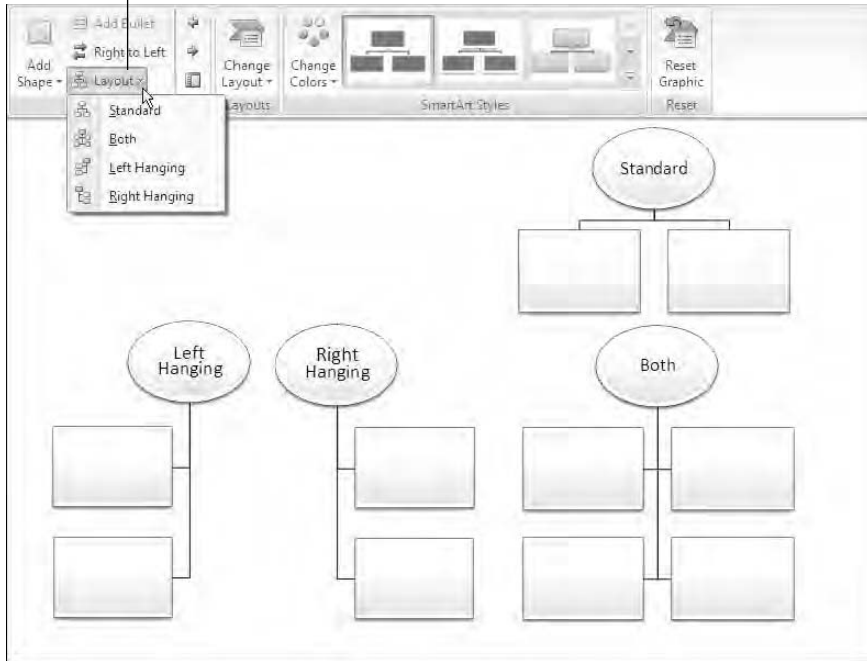 Add Bullet
Right to Left
Add
Shape
Layout
Change
Layout
Change
Colors
Reset
Graphic
Layouts
SmartArt Styles
Reset
Standard
Both
Left Hanging
Right Hanging
Standard
Left
Hanging
Right
Hanging
Both